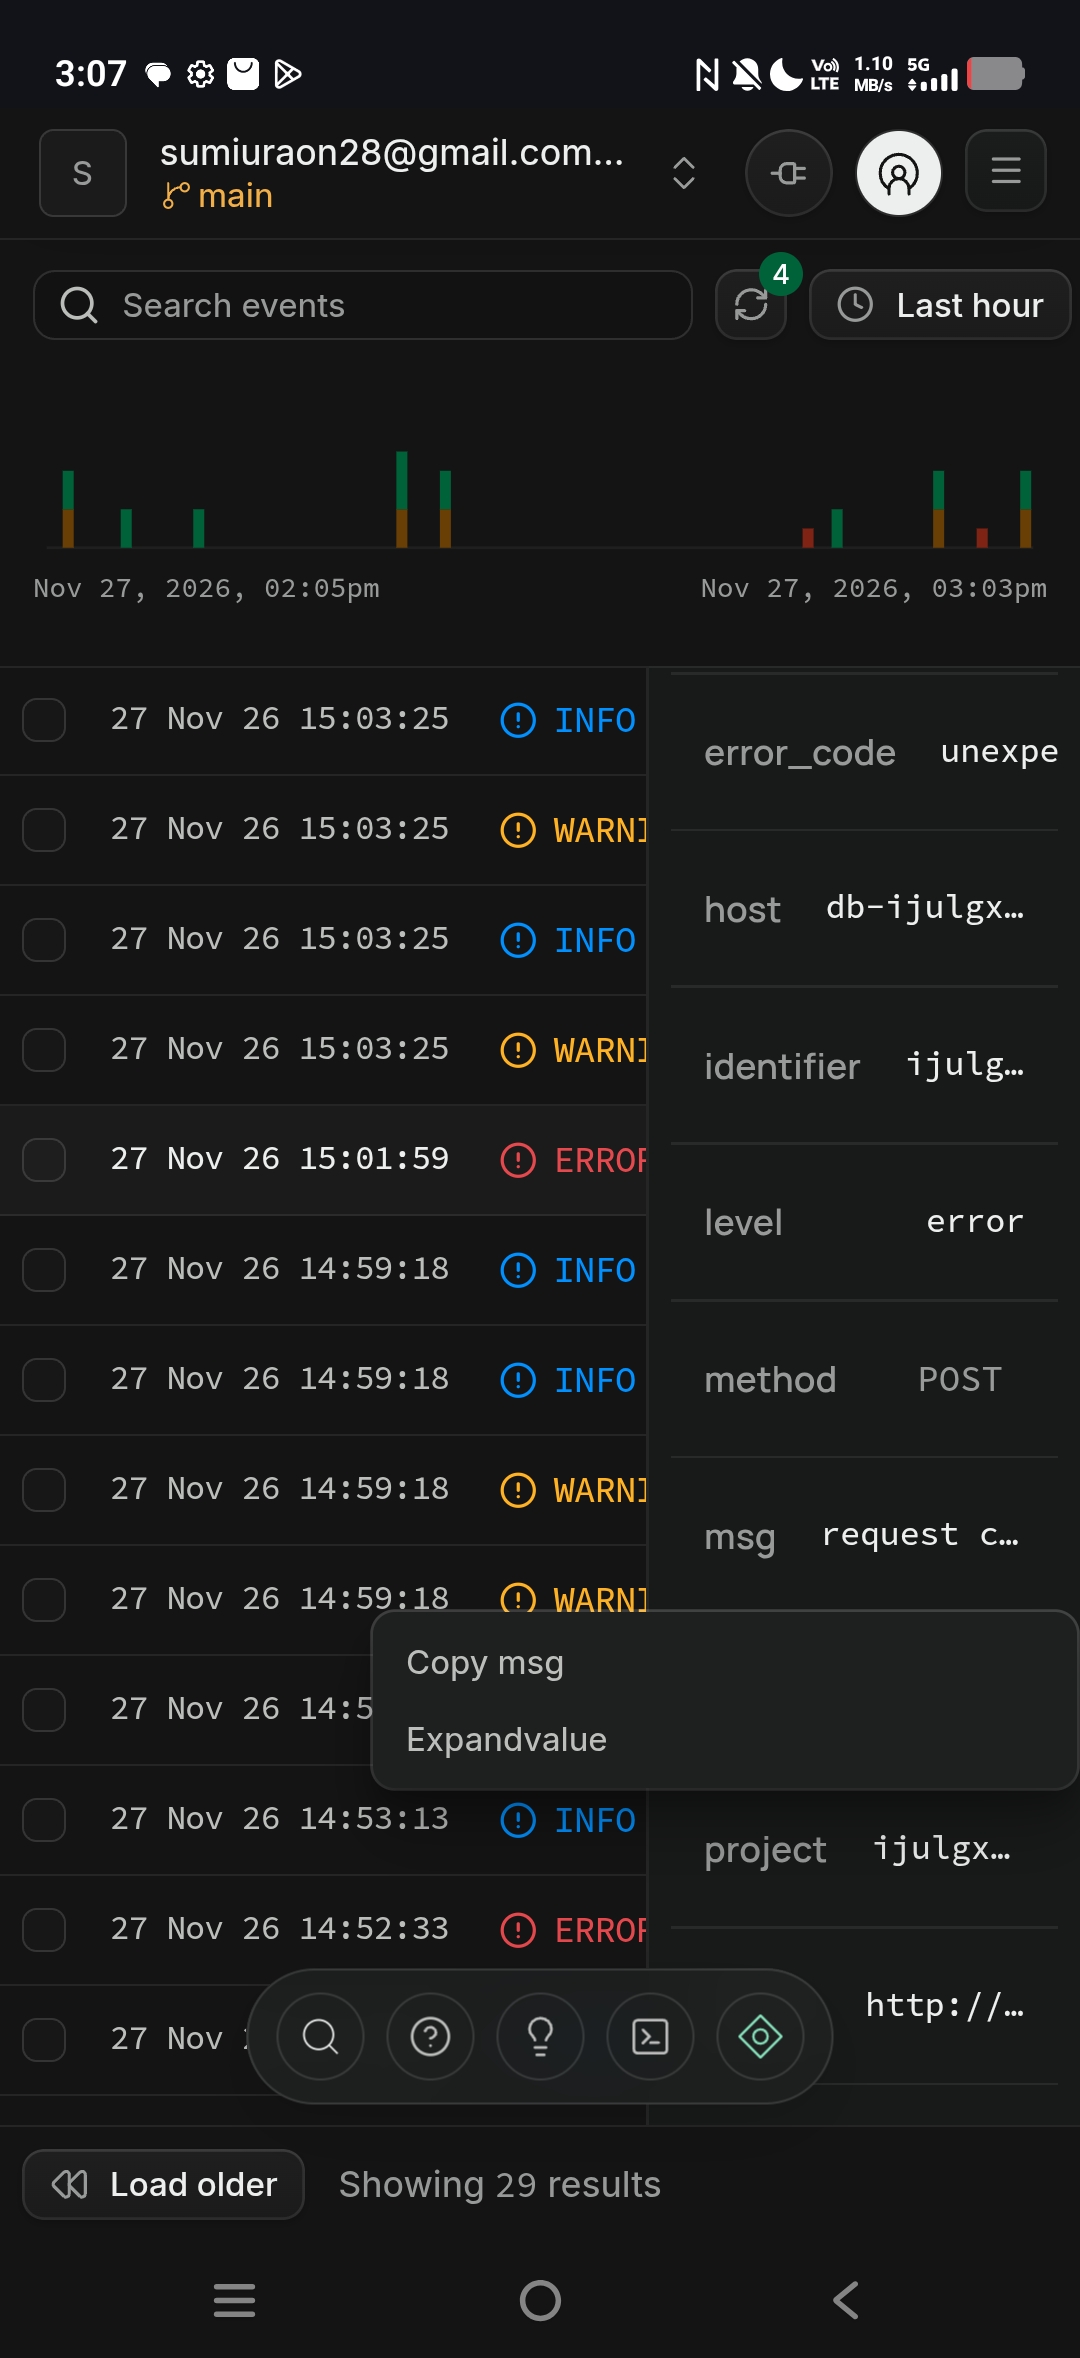 3:07
Vo) LTE 1.10 MB/s 5G
S
sumiuraon28@gmail.com...
main
Search events
4
Last hour
Nov 27, 2026, 02:05pm
Nov 27, 2026, 03:03pm
27 Nov 26 15:03:25 INFO
27 Nov 26 15:03:25 WARNI
27 Nov 26 15:03:25 INFO
27 Nov 26 15:03:25 WARNI
27 Nov 26 15:01:59 ERROR
27 Nov 26 14:59:18 INFO
27 Nov 26 14:59:18 INFO
27 Nov 26 14:59:18 WARNI
27 Nov 26 14:59:18 WARNI
27 Nov 26 14:5
27 Nov 26 14:53:13 INFO
27 Nov 26 14:52:33 ERROR
27 Nov
error_code unexpe
host db-ijulgx…
identifier ijulg…
level error
method POST
msg request c…
Copy msg
Expandvalue
project ijulgx…
http://…
Load older
Showing 29 results